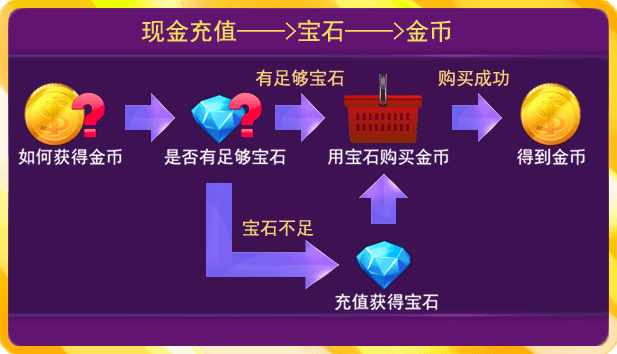 现金充值——>宝石——>金币
有足够宝石
购买成功
如何获得金币
是否有足够宝石
用宝石购买金币
得到金币
宝石不足
充值获得宝石